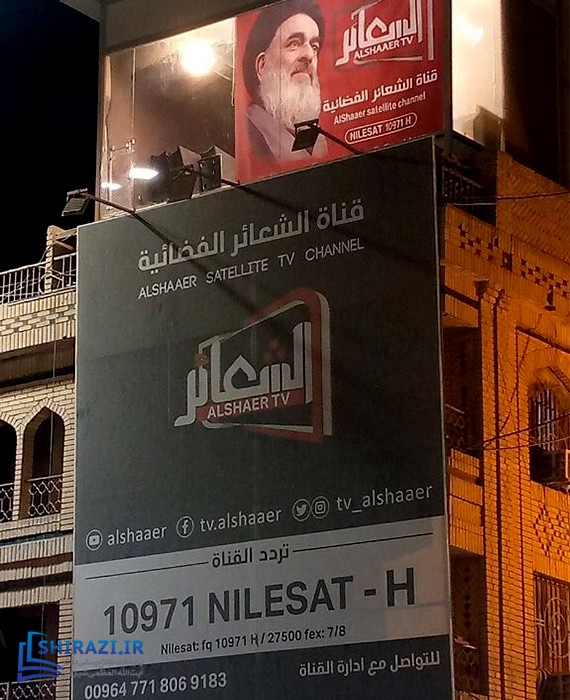 الشعائر
ALSHAAER TV
قناة الشعائر الفضائية
AlShaaer satellite channel
NILESAT 10971 H
قناة الشعائر الفضائية
ALSHAAER SATELLITE TV CHANNEL
الشعائر
ALSHAER TV
alshaaer tv.alshaaer tv_alshaaer
تردد القناة
10971 NILESAT - H
Nilesat: fq 10971 H / 27500 fex: 7/8
للتواصل مع ادارة القناة
00964 771 806 9183
SHIRAZI.IR